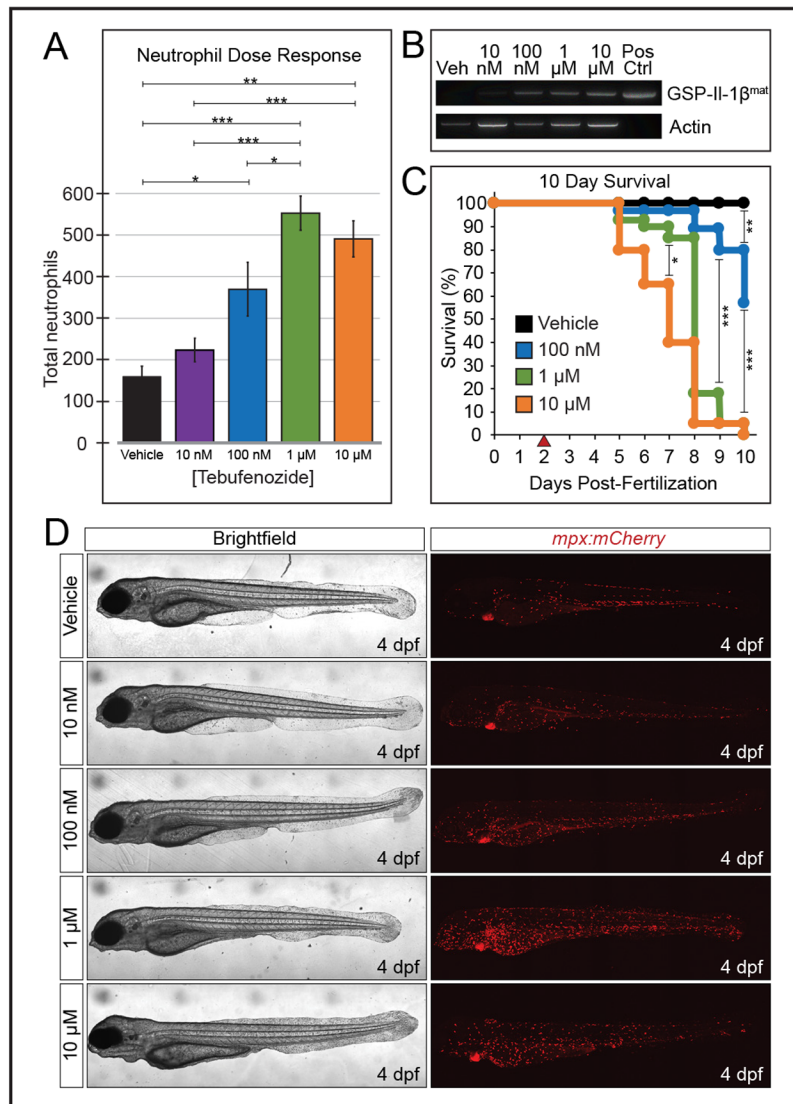 A
Neutrophil Dose Response
**
***
***
***
*
*
Total neutrophils
600
500
400
300
200
100
0
Vehicle
10 nM
100 nM
1 µM
10 µM
[Tebufenozide]
B
Veh
10 nM
100 nM
1 µM
10 µM
Pos Ctrl
GSP-Il-1β^mat
Actin
C
10 Day Survival
Survival (%)
100
90
80
70
60
50
40
30
20
10
0
Vehicle
100 nM
1 µM
10 µM
*
***
**
***
0 1 2 3 4 5 6 7 8 9 10
Days Post-Fertilization
D
Brightfield
mpx:mCherry
Vehicle
4 dpf
4 dpf
10 nM
4 dpf
4 dpf
100 nM
4 dpf
4 dpf
1 µM
4 dpf
4 dpf
10 µM
4 dpf
4 dpf